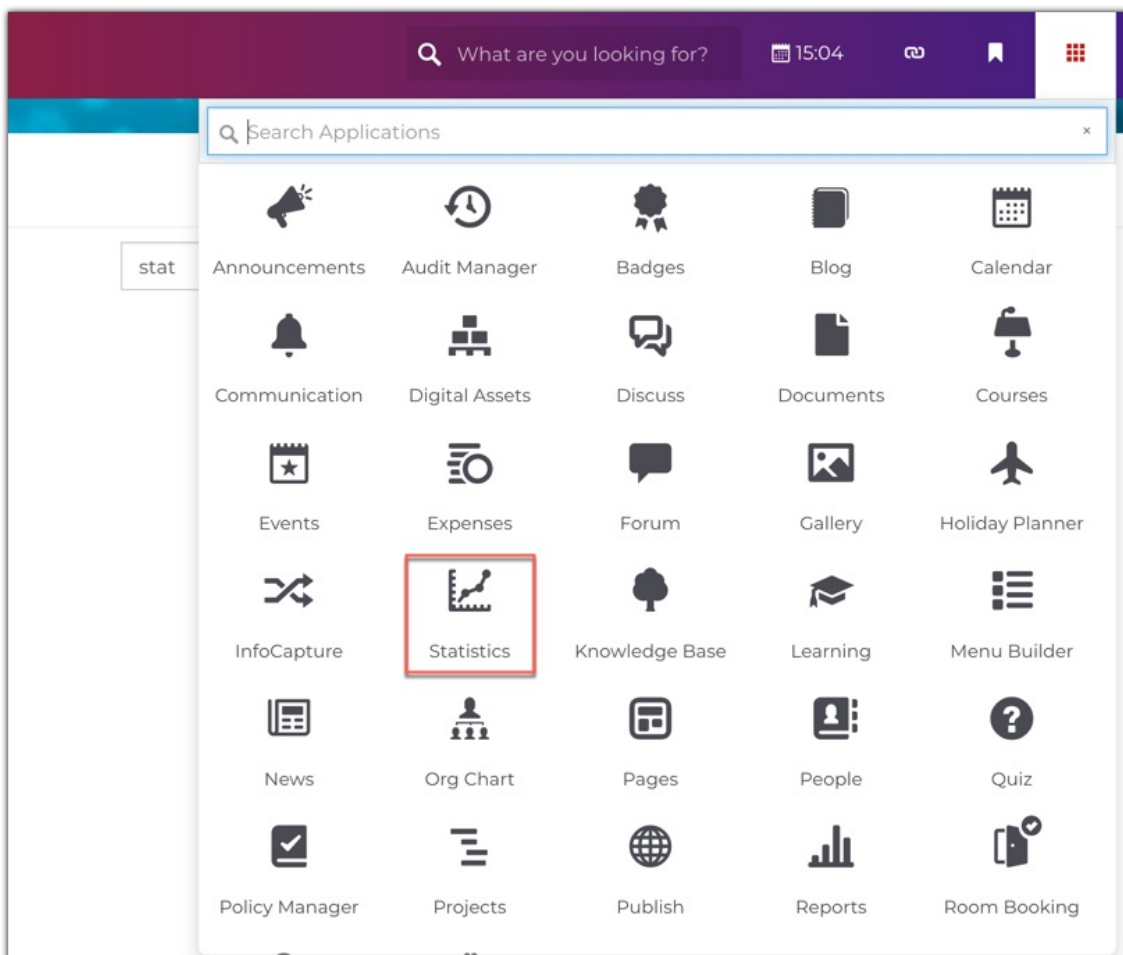 What are you looking for? 15:04
Search Applications ×
stat
Announcements Audit Manager Badges Blog Calendar
Communication Digital Assets Discuss Documents Courses
Events Expenses Forum Gallery Holiday Planner
InfoCapture Statistics Knowledge Base Learning Menu Builder
News Org Chart Pages People Quiz
Policy Manager Projects Publish Reports Room Booking